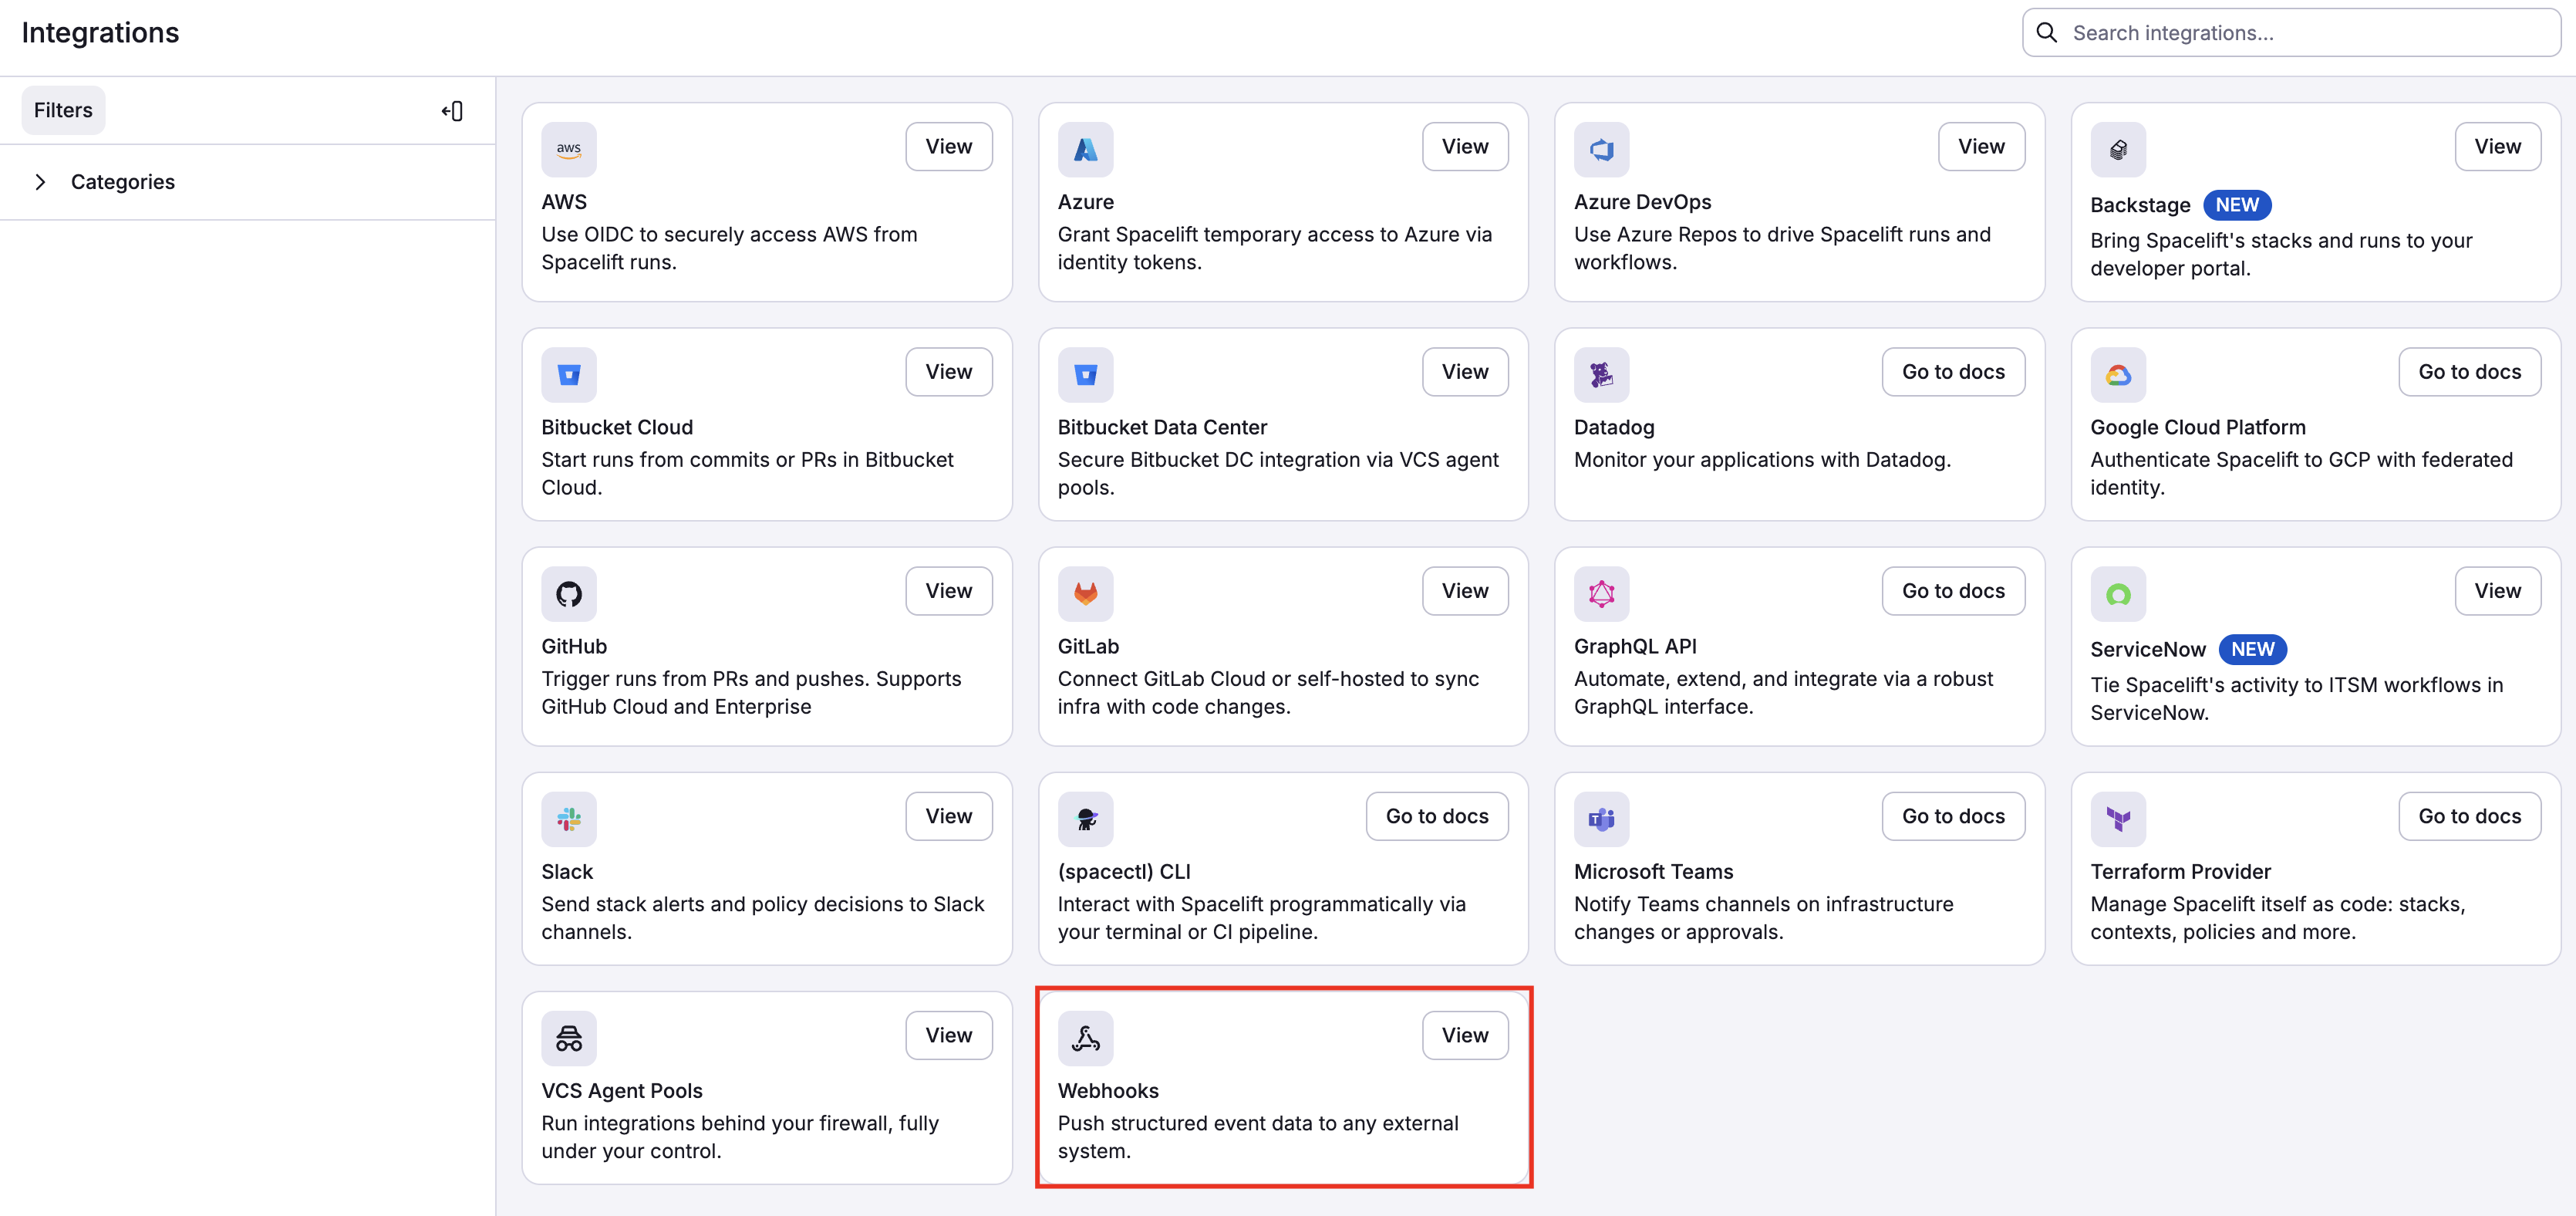 Integrations
Search integrations...
Filters
Categories
aws
View
AWS
Use OIDC to securely access AWS from
Spacelift runs.
View
Azure
Grant Spacelift temporary access to Azure via
identity tokens.
View
Azure DevOps
Use Azure Repos to drive Spacelift runs and
workflows.
View
Backstage NEW
Bring Spacelift's stacks and runs to your
developer portal.
View
Bitbucket Cloud
Start runs from commits or PRs in Bitbucket
Cloud.
View
Bitbucket Data Center
Secure Bitbucket DC integration via VCS agent
pools.
Go to docs
Datadog
Monitor your applications with Datadog.
Go to docs
Google Cloud Platform
Authenticate Spacelift to GCP with federated
identity.
View
GitHub
Trigger runs from PRs and pushes. Supports
GitHub Cloud and Enterprise
View
GitLab
Connect GitLab Cloud or self-hosted to sync
infra with code changes.
Go to docs
GraphQL API
Automate, extend, and integrate via a robust
GraphQL interface.
View
ServiceNow NEW
Tie Spacelift's activity to ITSM workflows in
ServiceNow.
View
Slack
Send stack alerts and policy decisions to Slack
channels.
Go to docs
(spacectl) CLI
Interact with Spacelift programmatically via
your terminal or CI pipeline.
T
Go to docs
Microsoft Teams
Notify Teams channels on infrastructure
changes or approvals.
Go to docs
Terraform Provider
Manage Spacelift itself as code: stacks,
contexts, policies and more.
View
VCS Agent Pools
Run integrations behind your firewall, fully
under your control.
View
Webhooks
Push structured event data to any external
system.